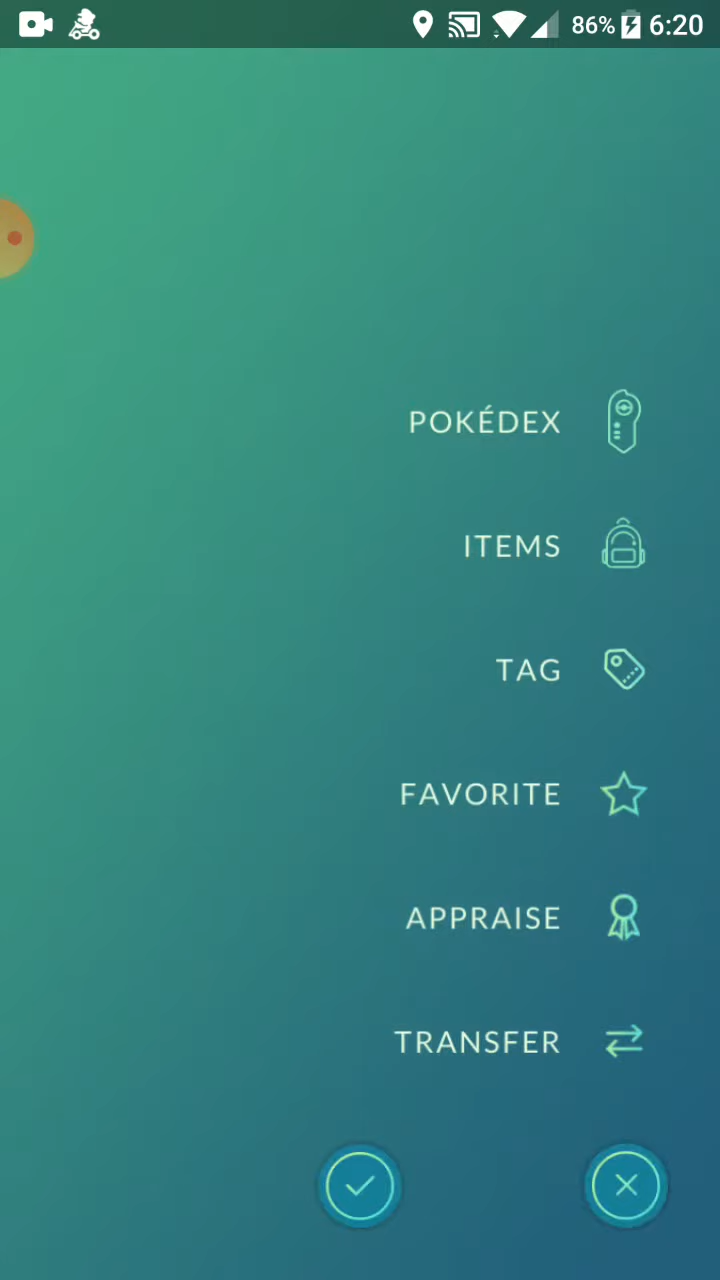 86% 6:20
POKÉDEX
ITEMS
TAG
FAVORITE
APPRAISE
TRANSFER